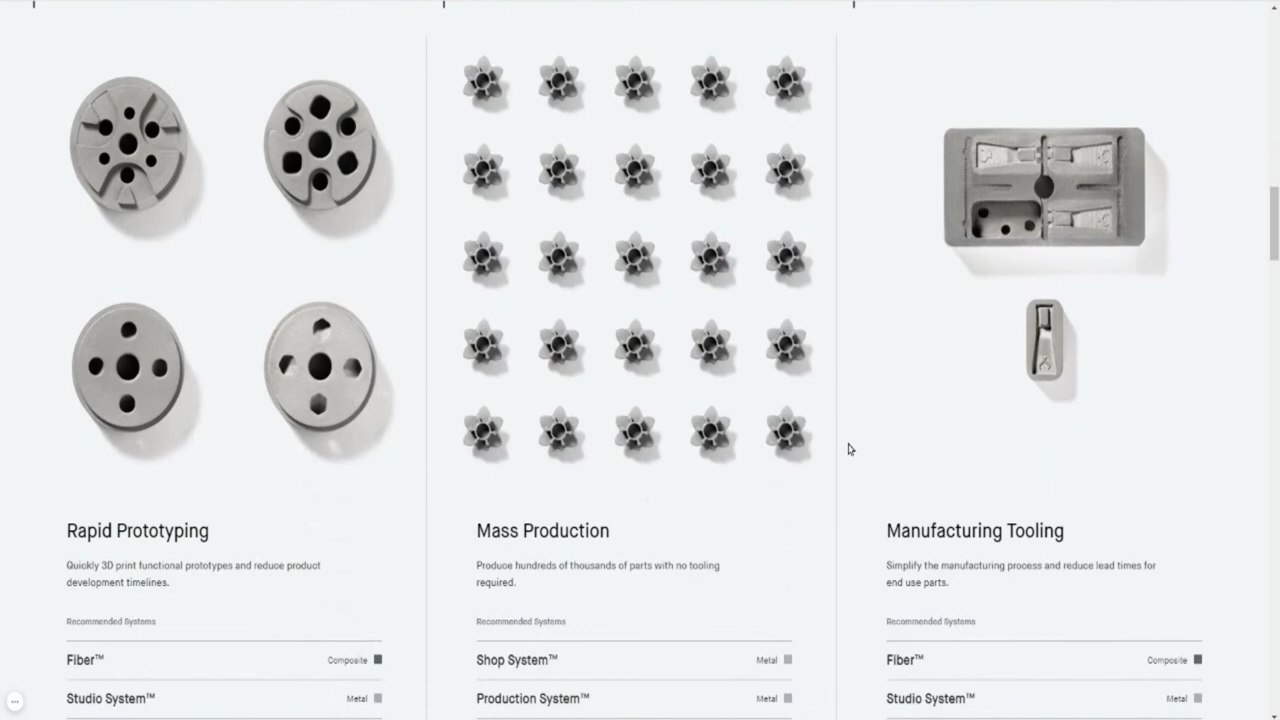 Rapid Prototyping
Quickly 3D print functional prototypes and reduce product
development timelines.
Recommended Systems
Fiber™ Composite
Studio System™ Metal
Mass Production
Produce hundreds of thousands of parts with no tooling
required.
Recommended Systems
Shop System™ Metal
Production System™ Metal
Manufacturing Tooling
Simplify the manufacturing process and reduce lead times for
end use parts.
Recommended Systems
Fiber™ Composite
Studio System™ Metal